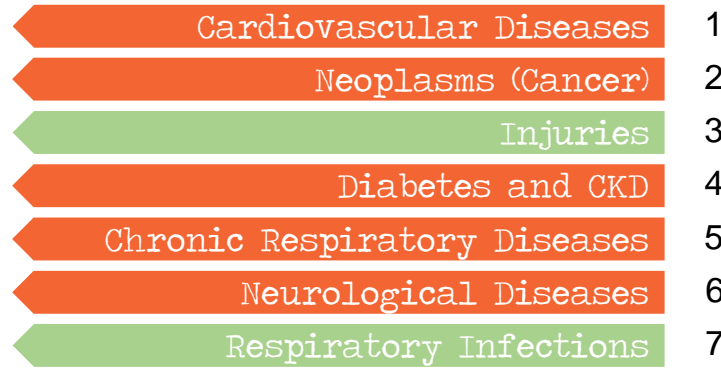 Cardiovascular Diseases 1
Neoplasms (Cancer) 2
Injuries 3
Diabetes and CKD 4
Chronic Respiratory Diseases 5
Neurological Diseases 6
Respiratory Infections 7